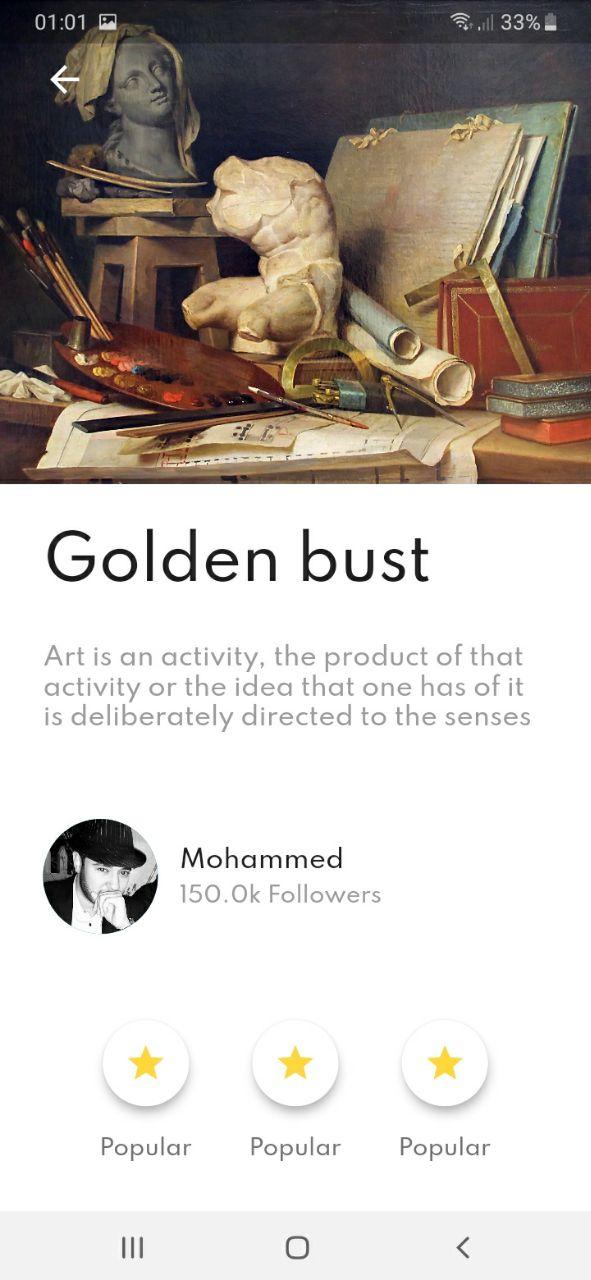 01:01 33%
Golden bust
Art is an activity, the product of that
activity or the idea that one has of it
is deliberately directed to the senses
Mohammed
150.0k Followers
Popular Popular Popular